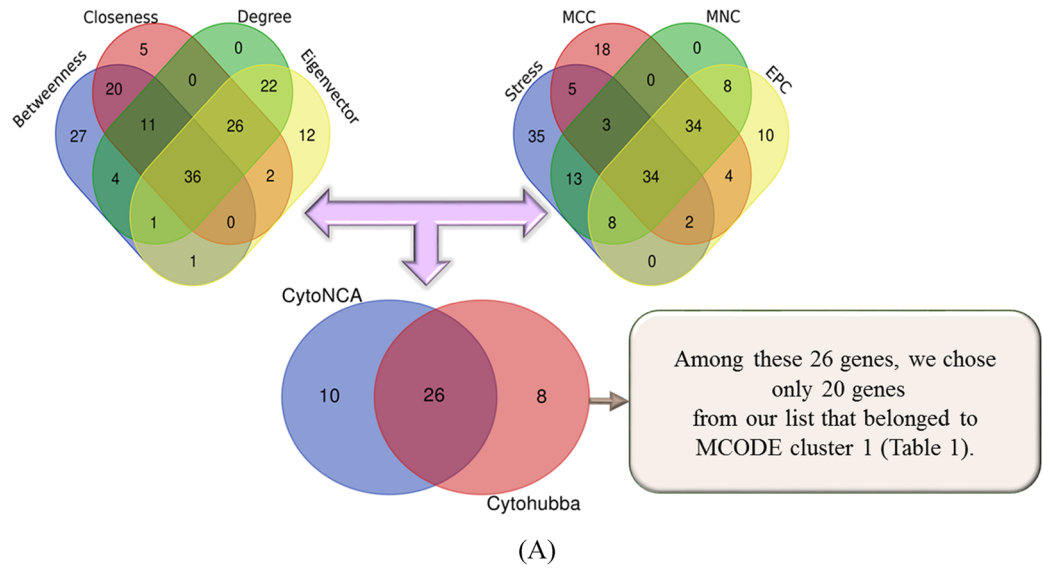 Closeness
Degree
Betweenness
Eigenvector
5
0
20
0
22
27
11
26
12
4
36
2
1
0
1
MCC
MNC
Stress
EPC
18
0
5
0
8
35
3
34
10
13
34
4
8
2
0
CytoNCA
10
26
8
Cytohubba
Among these 26 genes, we chose
only 20 genes
from our list that belonged to
MCODE cluster 1 (Table 1).
(A)